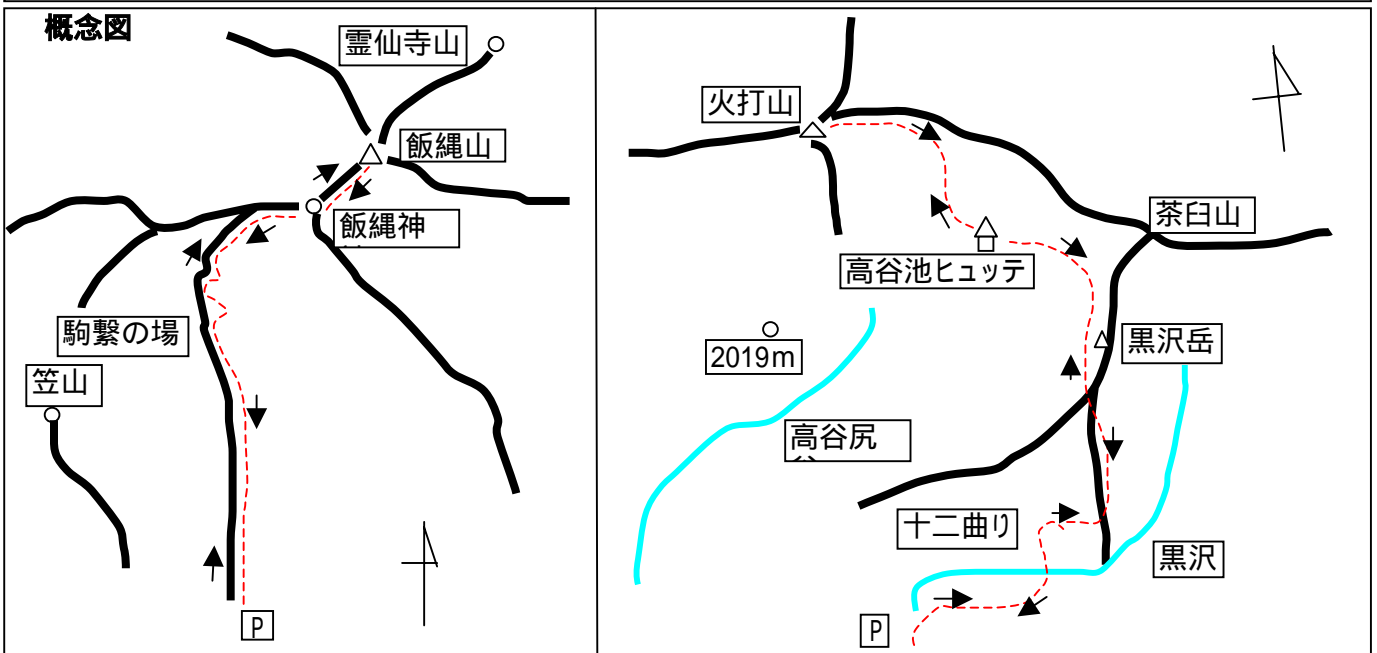 概念図
霊仙寺山
飯縄山
飯縄神
駒繋の場
笠山
P
火打山
茶臼山
高谷池ヒュッテ
黒沢岳
2019m
高谷尻
十二曲り
黒沢
P